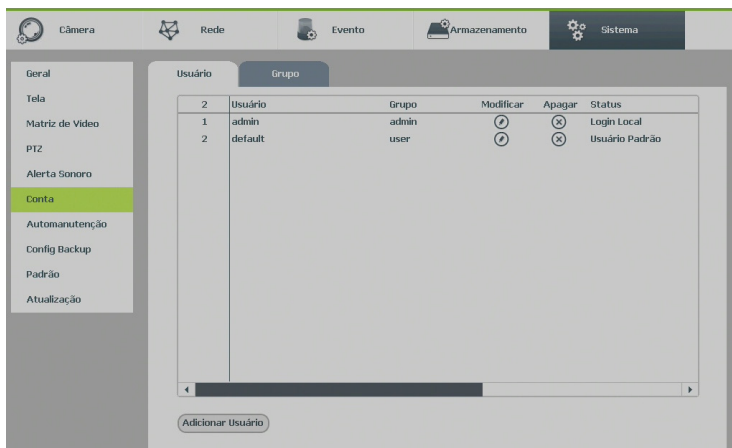 Câmera
Rede
Evento
Armazenamento
Sistema
Geral
Tela
Matriz de Video
PTZ
Alerta Sonoro
Conta
Automanutenção
Config Backup
Padrão
Atualização
Usuário
Grupo
2 Usuário Grupo Modificar Apagar Status
1 admin admin Login Local
2 default user Usuário Padrão
Adicionar Usuário